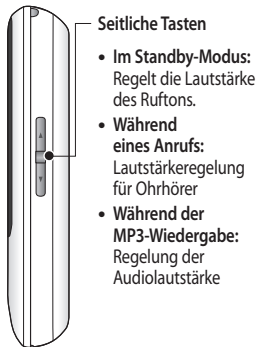 Seitliche Tasten
• Im Standby-Modus:
Regelt die Lautstärke
des Ruftons.
• Während
eines Anrufs:
Lautstärkeregelung
für Ohrhörer
• Während der
MP3-Wiedergabe:
Regelung der
Audiolautstärke